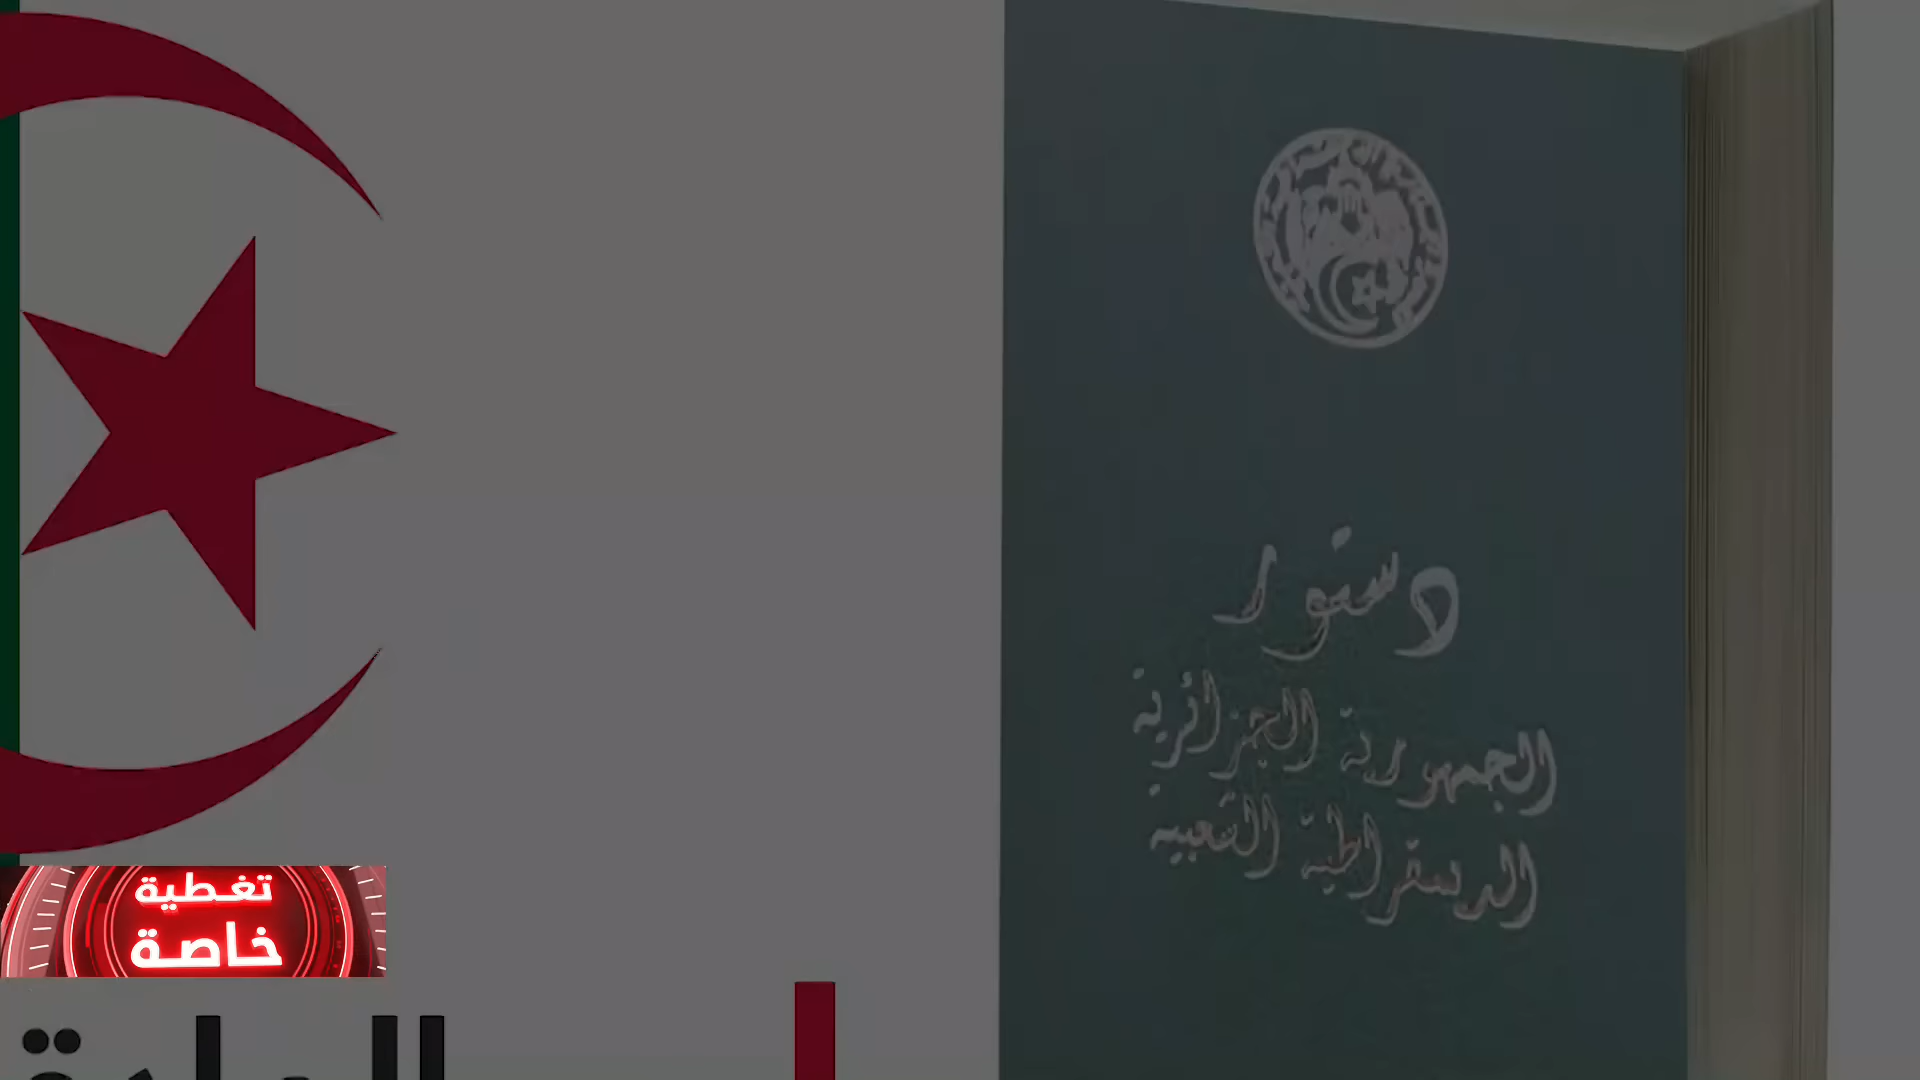 دستور
الجمهورية الجزائرية
الديمقراطية الشعبية
تغطية
خاصة